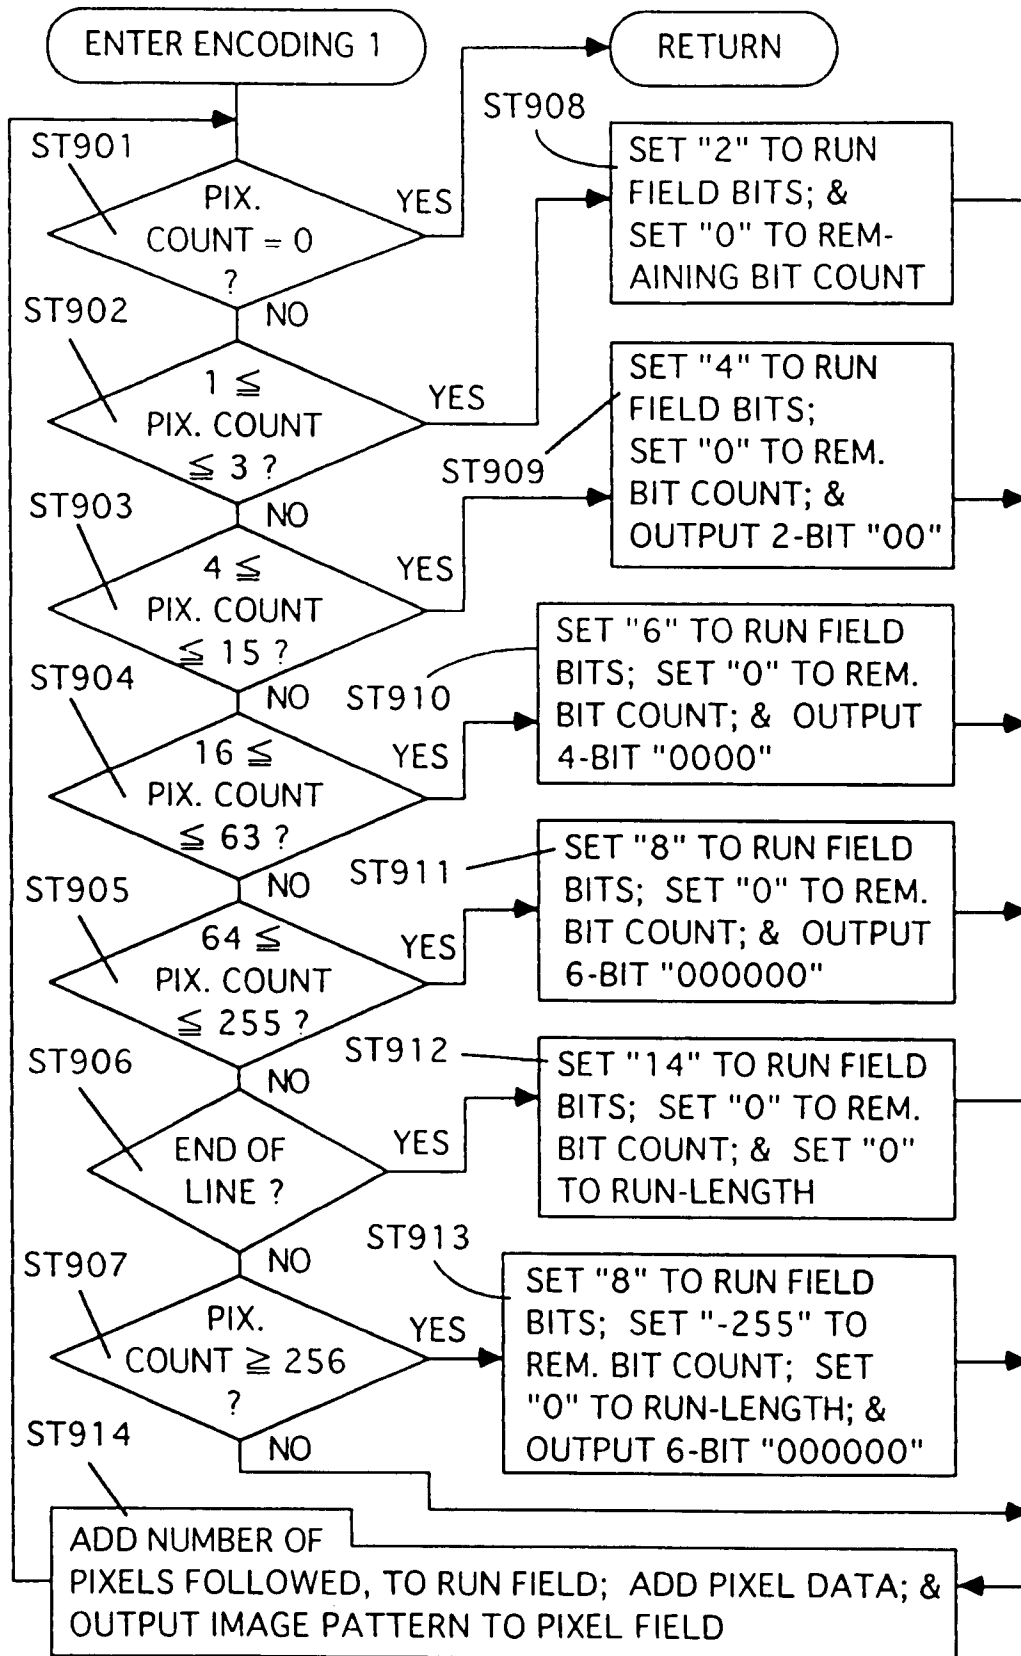 ENTER ENCODING 1
RETURN
ST901
PIX.
COUNT = 0
?
YES
NO
ST908
SET "2" TO RUN
FIELD BITS; &
SET "0" TO REM-
AINING BIT COUNT
ST902
1 ≦
PIX. COUNT
≦ 3 ?
YES
NO
ST909
SET "4" TO RUN
FIELD BITS;
SET "0" TO REM.
BIT COUNT; &
OUTPUT 2-BIT "00"
ST903
4 ≦
PIX. COUNT
≦ 15 ?
YES
NO
ST910
SET "6" TO RUN FIELD
BITS; SET "0" TO REM.
BIT COUNT; & OUTPUT
4-BIT "0000"
ST904
16 ≦
PIX. COUNT
≦ 63 ?
YES
NO
ST911
SET "8" TO RUN FIELD
BITS; SET "0" TO REM.
BIT COUNT; & OUTPUT
6-BIT "000000"
ST905
64 ≦
PIX. COUNT
≦ 255 ?
YES
NO
ST912
SET "14" TO RUN FIELD
BITS; SET "0" TO REM.
BIT COUNT; & SET "0"
TO RUN-LENGTH
ST906
END OF
LINE ?
YES
NO
ST913
SET "8" TO RUN FIELD
BITS; SET "-255" TO
REM. BIT COUNT; SET
"0" TO RUN-LENGTH; &
OUTPUT 6-BIT "000000"
ST907
PIX.
COUNT ≧ 256
?
YES
NO
ST914
ADD NUMBER OF
PIXELS FOLLOWED, TO RUN FIELD; ADD PIXEL DATA; &
OUTPUT IMAGE PATTERN TO PIXEL FIELD